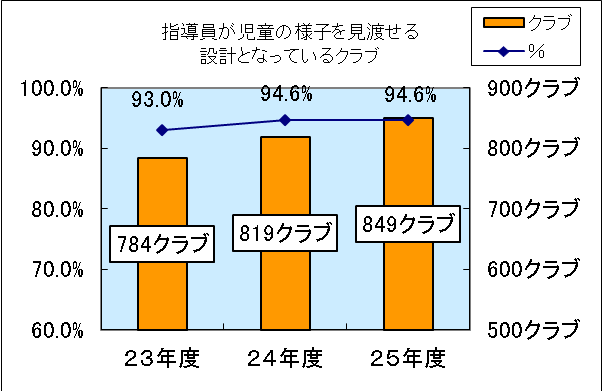 指導員が児童の様子を見渡せる
設計となっているクラブ
クラブ
%
100.0%
90.0%
80.0%
70.0%
60.0%
93.0%
94.6%
94.6%
784クラブ
819クラブ
849クラブ
900クラブ
800クラブ
700クラブ
600クラブ
500クラブ
23年度
24年度
25年度